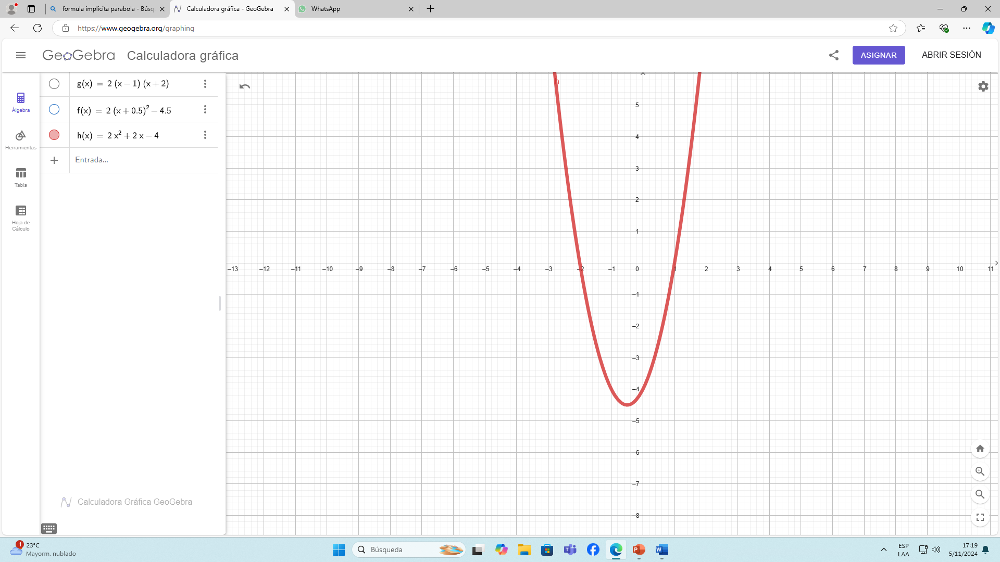 formula implicita parabola - Búsq
Calculadora gráfica - GeoGebra
WhatsApp
https://www.geogebra.org/graphing
GeoGebra
Calculadora gráfica
ASIGNAR
ABRIR SESIÓN
Álgebra
Herramientas
Tabla
Hoja de
Cálculo
g(x) = 2 (x − 1) (x + 2)
f(x) = 2 (x + 0.5)² − 4.5
h(x) = 2 x² + 2 x − 4
Entrada...
Calculadora Gráfica GeoGebra
h
5
4
3
2
1
−13 −12 −11 −10 −9 −8 −7 −6 −5 −4 −3 −2 −1 0 1 2 3 4 5 6 7 8 9 10 11
−1
−2
−3
−4
−5
−6
−7
−8
1
23°C
Mayorm. nublado
Búsqueda
ESP
LAA
17:19
5/11/2024